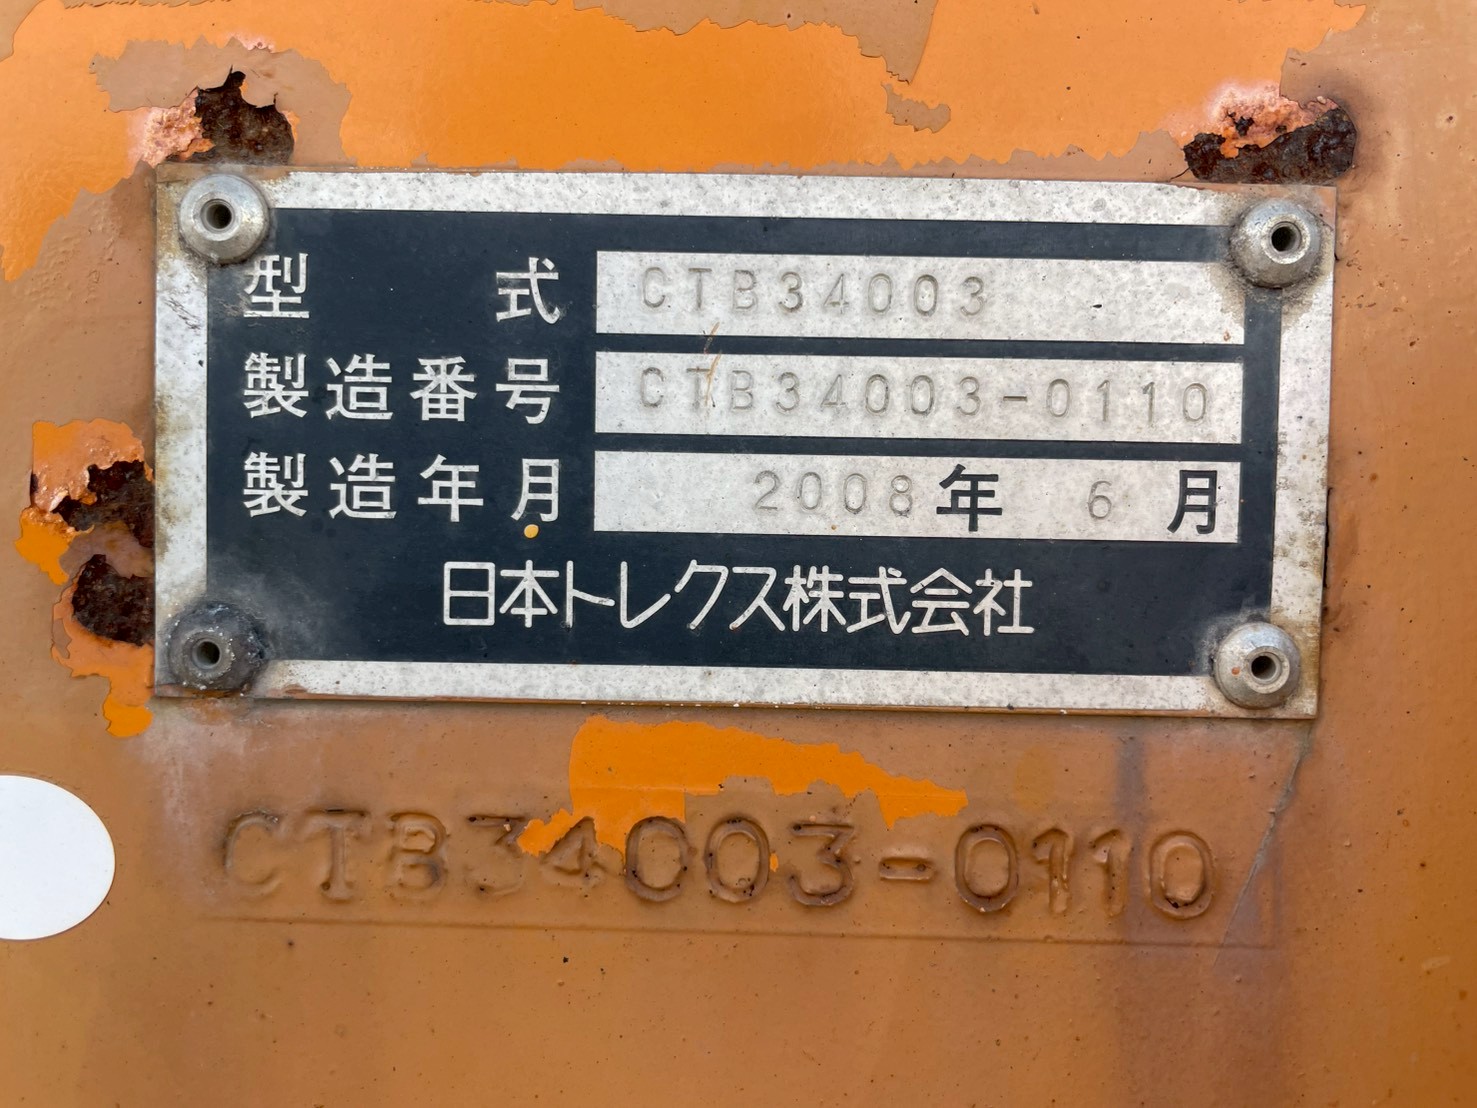 型式 CTB34003
製造番号 CTB34003-0110
製造年月 2008年 6月
日本トレクス株式会社
CTB34003-0110